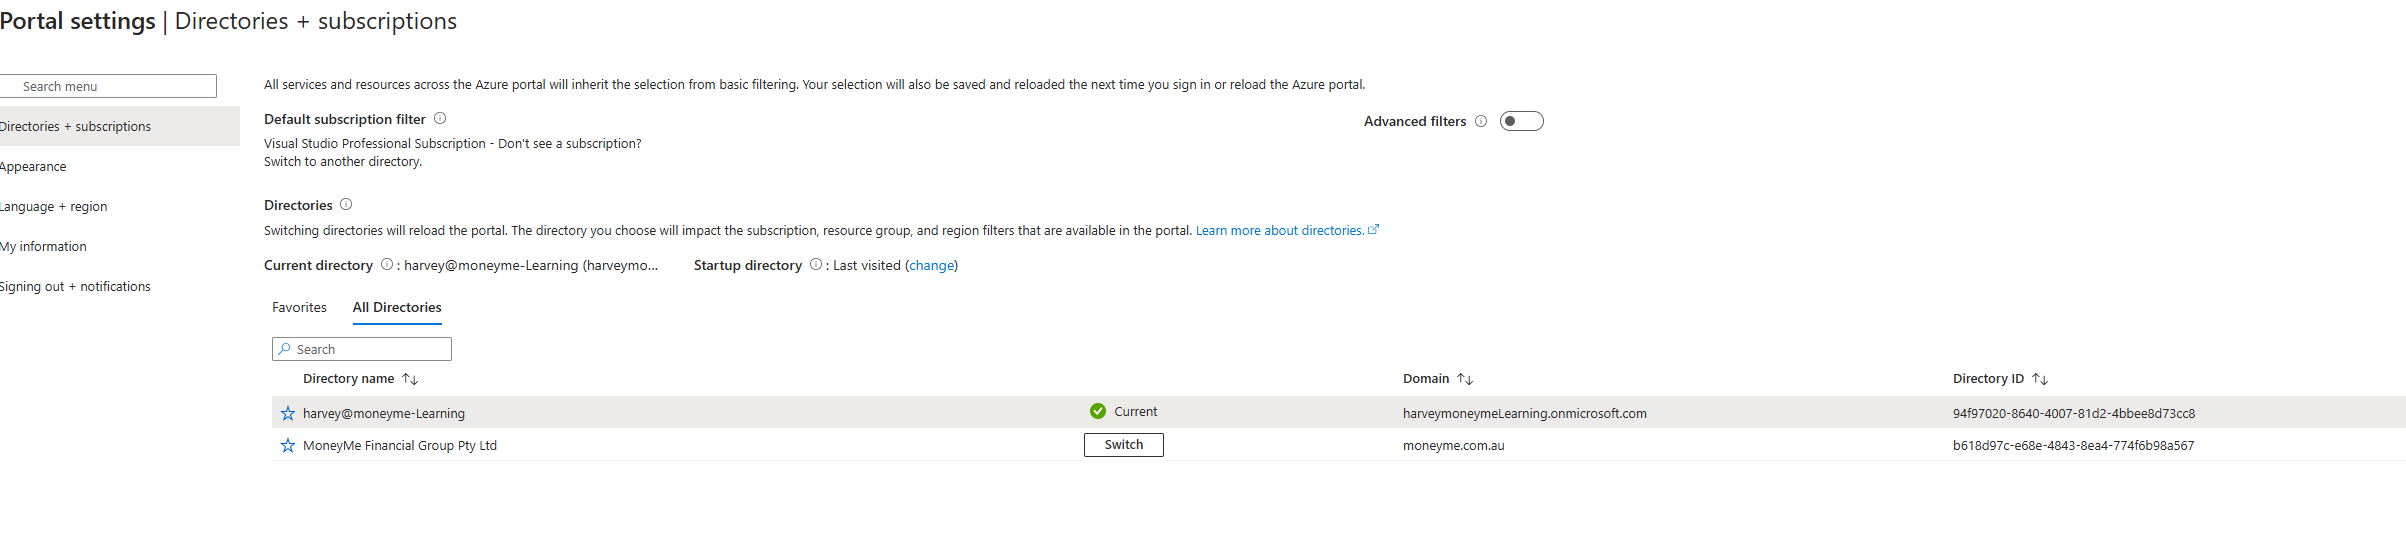 Portal settings | Directories + subscriptions
Search menu
Directories + subscriptions
Appearance
Language + region
My information
Signing out + notifications
All services and resources across the Azure portal will inherit the selection from basic filtering. Your selection will also be saved and reloaded the next time you sign in or reload the Azure portal.
Default subscription filter
Advanced filters
Visual Studio Professional Subscription - Don't see a subscription?
Switch to another directory.
Directories
Switching directories will reload the portal. The directory you choose will impact the subscription, resource group, and region filters that are available in the portal. Learn more about directories.
Current directory : harvey@moneyme-Learning (harveymo... Startup directory : Last visited (change)
Favorites All Directories
Search
Directory name Domain Directory ID
harvey@moneyme-Learning Current harveymoneymeLearning.onmicrosoft.com 94f97020-8640-4007-81d2-4bbee8d73cc8
MoneyMe Financial Group Pty Ltd Switch moneyme.com.au b618d97c-e68e-4843-8ea4-774f6b98a567